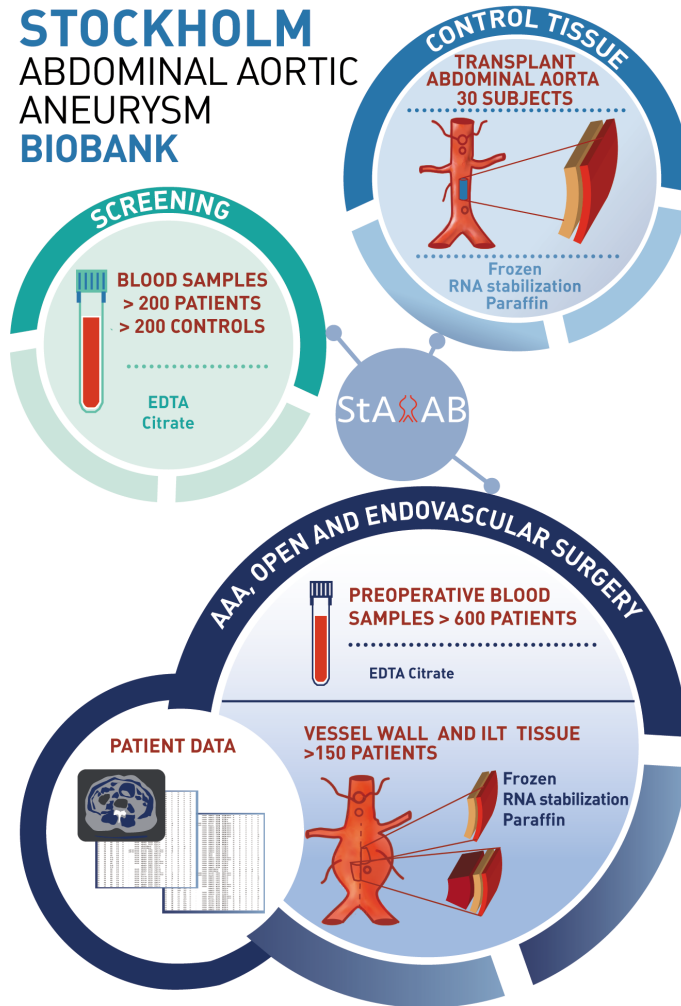 STOCKHOLM
ABDOMINAL AORTIC
ANEURYSM
BIOBANK
CONTROL TISSUE
TRANSPLANT
ABDOMINAL AORTA
30 SUBJECTS
Frozen
RNA stabilization
Paraffin
SCREENING
BLOOD SAMPLES
> 200 PATIENTS
> 200 CONTROLS
EDTA
Citrate
StA AB
AAA, OPEN AND ENDOVASCULAR SURGERY
PREOPERATIVE BLOOD
SAMPLES > 600 PATIENTS
EDTA Citrate
PATIENT DATA
VESSEL WALL AND ILT TISSUE
>150 PATIENTS
Frozen
RNA stabilization
Paraffin